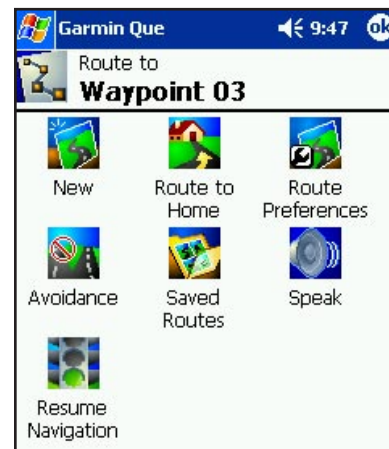 Garmin Que 9:47 ok
Route to
Waypoint 03
New
Route to
Home
Route
Preferences
Avoidance
Saved
Routes
Speak
Resume
Navigation